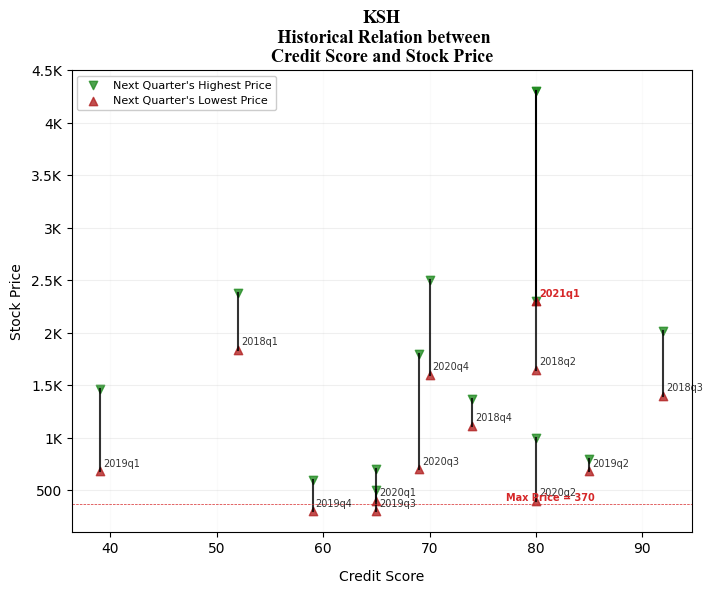 KSH
Historical Relation between
Credit Score and Stock Price
4.5K
4K
3.5K
3K
2.5K
2K
1.5K
1K
500
Stock Price
Next Quarter's Highest Price
Next Quarter's Lowest Price
2021q1
2018q1
2018q2
2020q4
2018q3
2018q4
2019q1
2020q3
2019q2
2020q1
2020q2
Max Price = 370
2019q4
2019q3
40
50
60
70
80
90
Credit Score